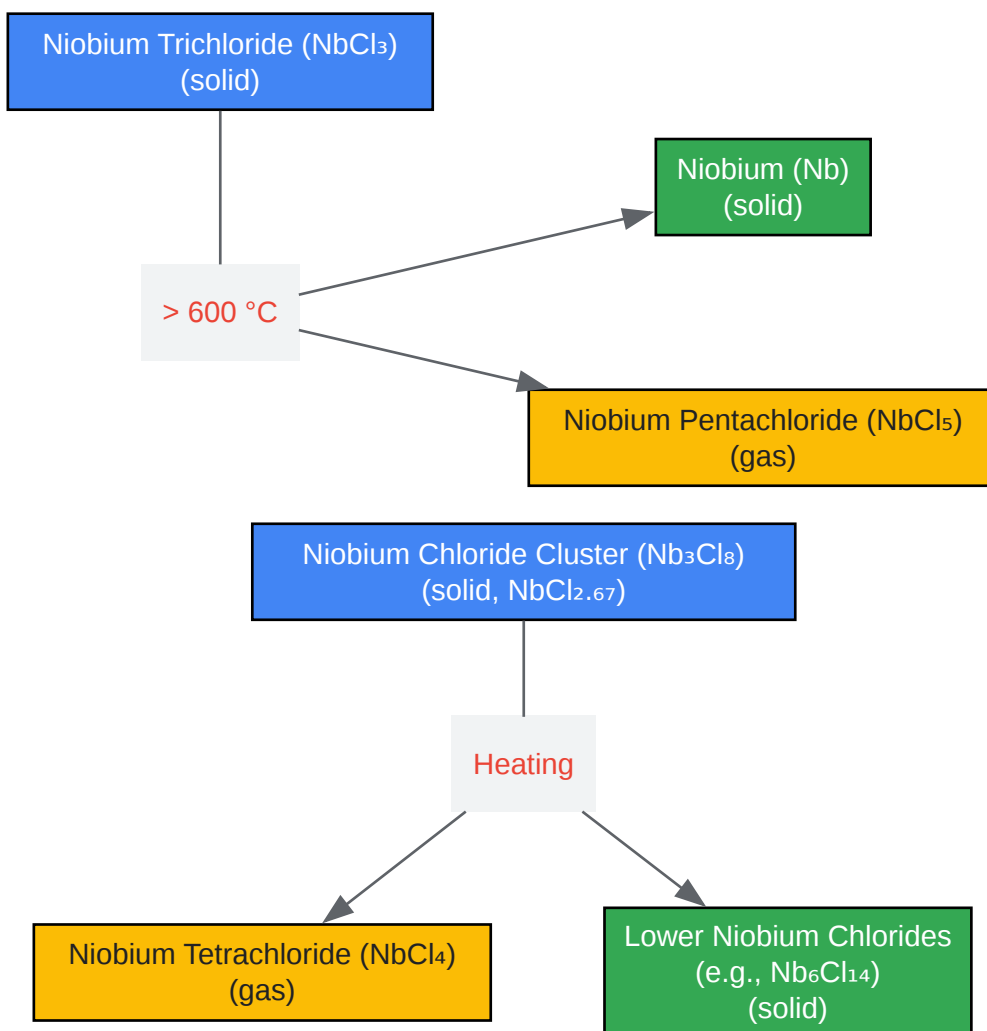 Niobium Trichloride (NbCl₃)
(solid)
Niobium (Nb)
(solid)
> 600 °C
Niobium Pentachloride (NbCl₅)
(gas)
Niobium Chloride Cluster (Nb₃Cl₈)
(solid, NbCl₂.₆₇)
Heating
Niobium Tetrachloride (NbCl₄)
(gas)
Lower Niobium Chlorides
(e.g., Nb₆Cl₁₄)
(solid)